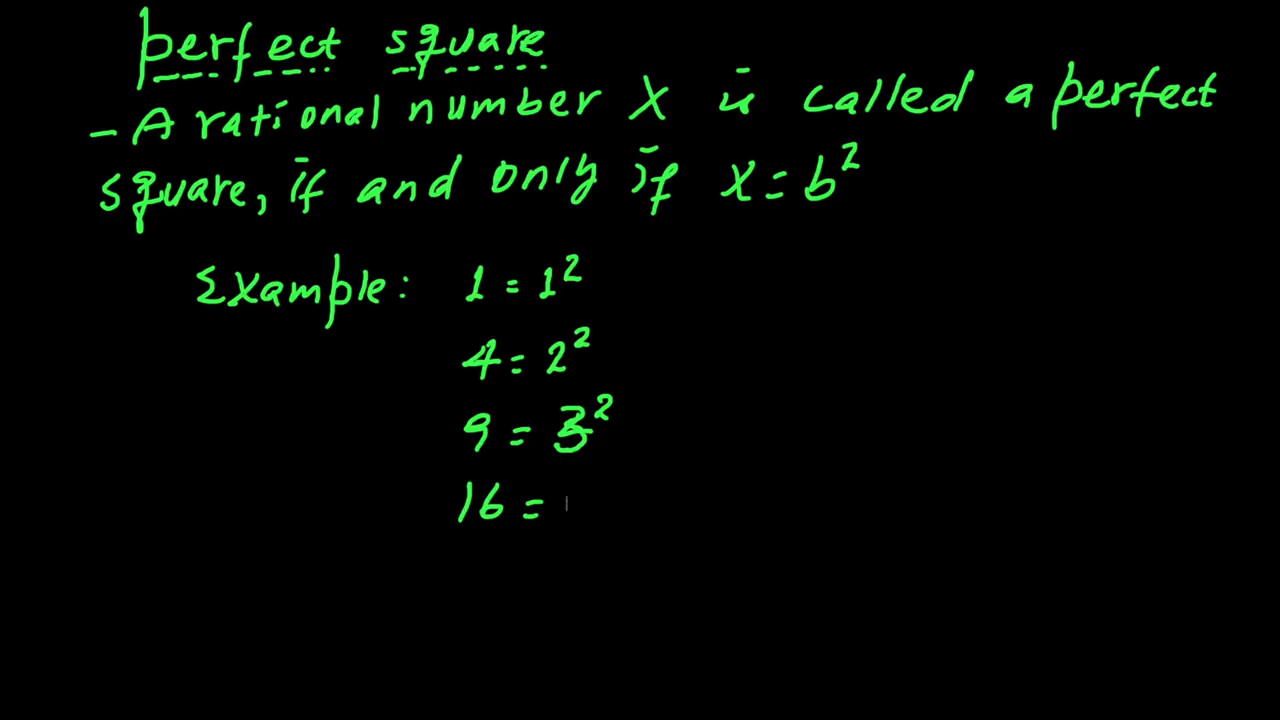 perfect square
- A rational number X is called a perfect
square, if and only if X = b²
Example: 1 = 1²
4 = 2²
9 = 3²
16 =